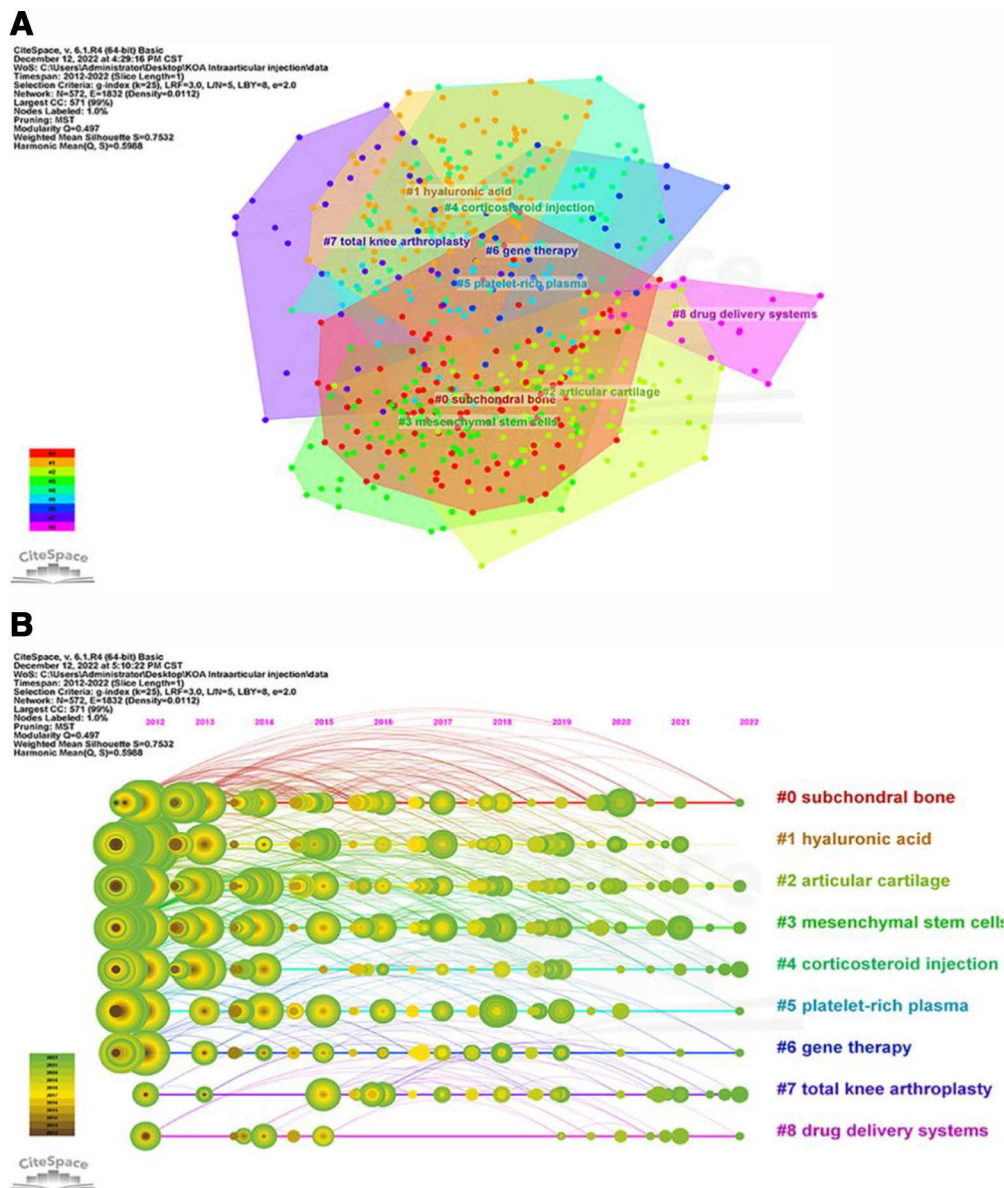 A
CiteSpace, v. 6.1.R4 (64-bit) Basic
December 12, 2022 at 4:29:16 PM CST
WoS: C:\Users\Administrator\Desktop\KOA Intraarticular injection\data
Timespan: 2012-2022 (Slice Length=1)
Selection Criteria: g-index (k=25), LRF=3.0, L/N=5, LBY=8, e=2.0
Network: N=572, E=1832 (Density=0.0112)
Largest CC: 571 (99%)
Nodes Labeled: 1.0%
Pruning: MST
Modularity Q=0.497
Weighted Mean Silhouette S=0.7532
Harmonic Mean(Q, S)=0.5988
#1 hyaluronic acid
#4 corticosteroid injection
#7 total knee arthroplasty
#6 gene therapy
#5 platelet-rich plasma
#8 drug delivery systems
#2 articular cartilage
#0 subchondral bone
#3 mesenchymal stem cells
CiteSpace
B
CiteSpace, v. 6.1.R4 (64-bit) Basic
December 12, 2022 at 5:10:22 PM CST
WoS: C:\Users\Administrator\Desktop\KOA Intraarticular injection\data
Timespan: 2012-2022 (Slice Length=1)
Selection Criteria: g-index (k=25), LRF=3.0, L/N=5, LBY=8, e=2.0
Network: N=572, E=1832 (Density=0.0112)
Largest CC: 571 (99%)
Nodes Labeled: 1.0%
Pruning: MST
Modularity Q=0.497
Weighted Mean Silhouette S=0.7532
Harmonic Mean(Q, S)=0.5988
2012 2013 2014 2015 2016 2017 2018 2019 2020 2021 2022
#0 subchondral bone
#1 hyaluronic acid
#2 articular cartilage
#3 mesenchymal stem cells
#4 corticosteroid injection
#5 platelet-rich plasma
#6 gene therapy
#7 total knee arthroplasty
#8 drug delivery systems
CiteSpace